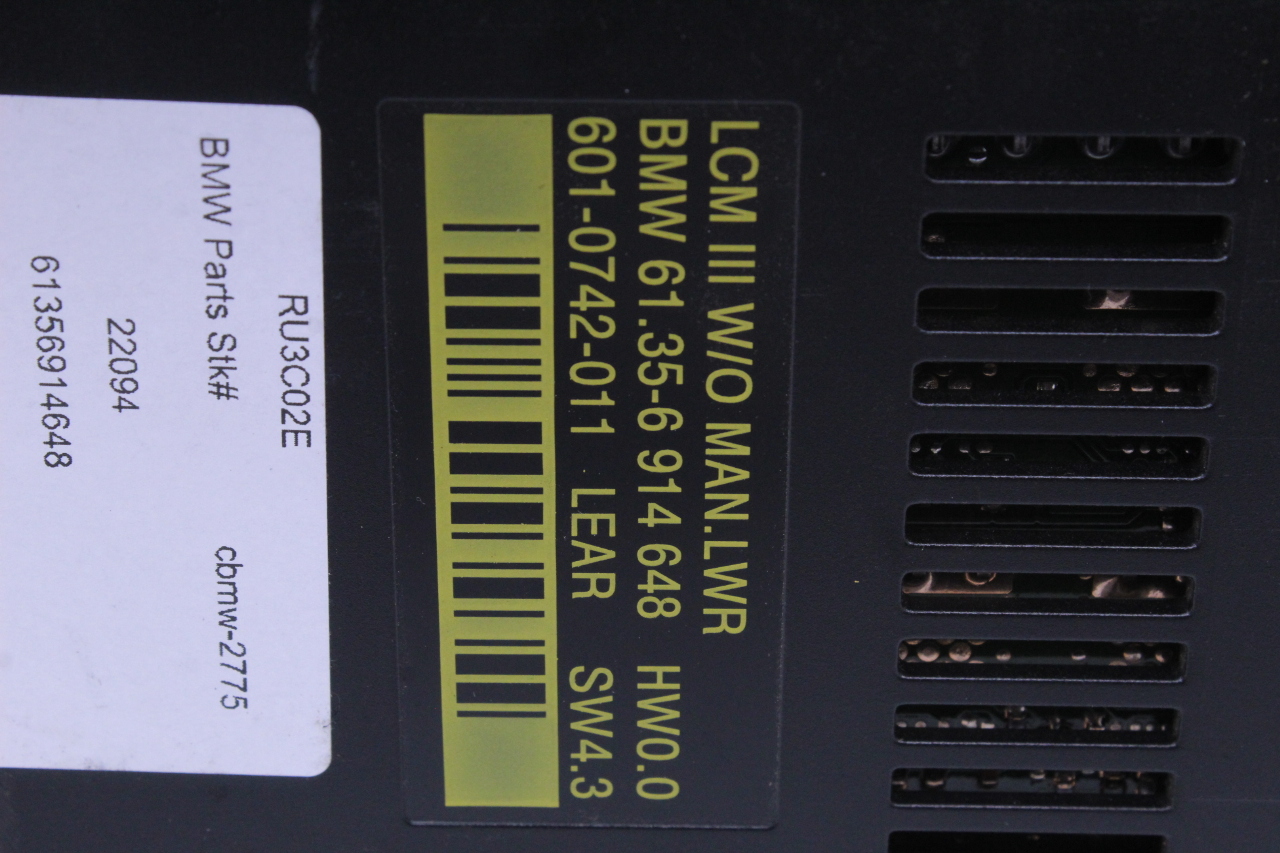 RU3C02E
BMW Parts Stk# cbmw-2775
22094
61356914648
LCM III W/O MAN.LWR
BMW 61.35-6 914 648 HW0.0
601-0742-011 LEAR SW4.3